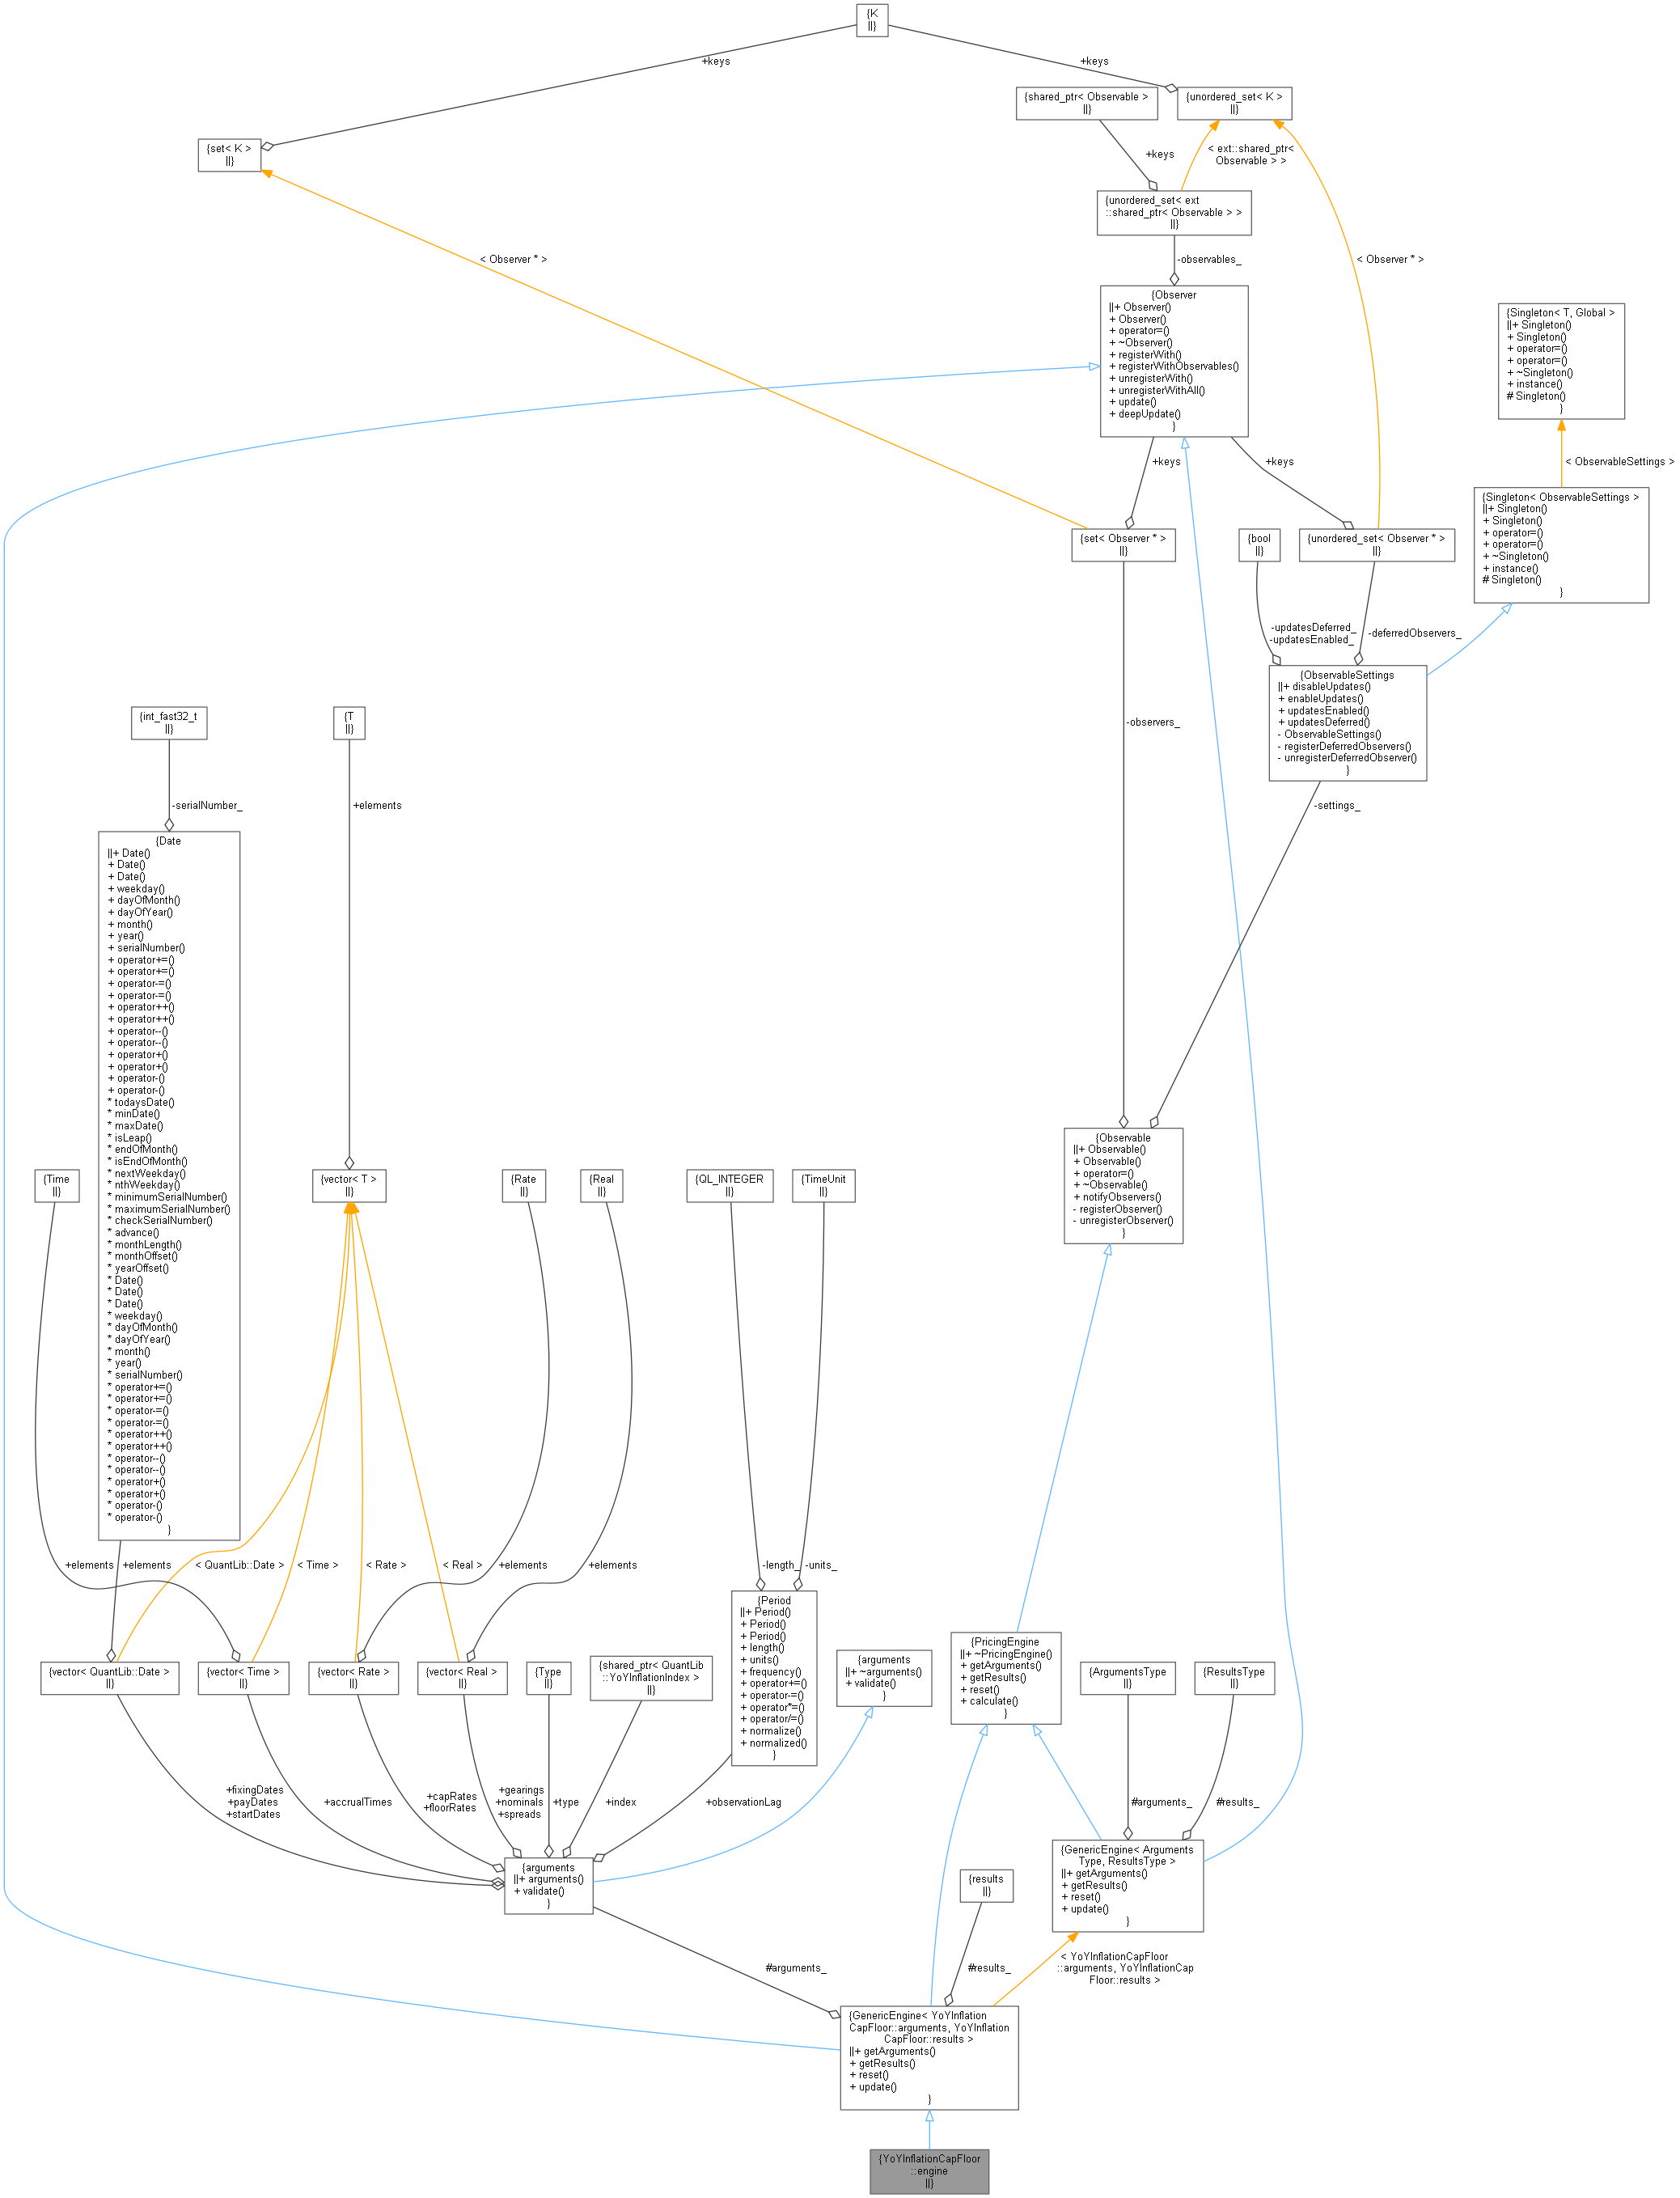 {K
||}
+keys
+keys
{shared_ptr< Observable >
||}
{unordered_set< K >
||}
{set< K >
||}
+keys
< ext::shared_ptr<
Observable > >
{unordered_set< ext
::shared_ptr< Observable > >
||}
< Observer * >
-observables_
< Observer * >
{Observer
||+ Observer()
+ Observer()
+ operator=()
+ ~Observer()
+ registerWith()
+ registerWithObservables()
+ unregisterWith()
+ unregisterWithAll()
+ update()
+ deepUpdate()
}
{Singleton< T, Global >
||+ Singleton()
+ Singleton()
+ operator=()
+ operator=()
+ ~Singleton()
+ instance()
# Singleton()
}
+keys
+keys
< ObservableSettings >
{Singleton< ObservableSettings >
||+ Singleton()
+ Singleton()
+ operator=()
+ operator=()
+ ~Singleton()
+ instance()
# Singleton()
}
{set< Observer * >
||}
{bool
||}
{unordered_set< Observer * >
||}
-updatesDeferred_
-updatesEnabled_
-deferredObservers_
{ObservableSettings
||+ disableUpdates()
+ enableUpdates()
+ updatesEnabled()
+ updatesDeferred()
- ObservableSettings()
- registerDeferredObservers()
- unregisterDeferredObserver()
}
-observers_
{int_fast32_t
||}
{T
||}
-serialNumber_
+elements
-settings_
{Date
||+ Date()
+ Date()
+ Date()
+ weekday()
+ dayOfMonth()
+ dayOfYear()
+ month()
+ year()
+ serialNumber()
+ operator+=()
+ operator+=()
+ operator-=()
+ operator-=()
+ operator++()
+ operator++()
+ operator--()
+ operator--()
+ operator+()
+ operator+()
+ operator-()
+ operator-()
* todaysDate()
* minDate()
* maxDate()
* isLeap()
* endOfMonth()
* isEndOfMonth()
* nextWeekday()
* nthWeekday()
* minimumSerialNumber()
* maximumSerialNumber()
* checkSerialNumber()
* advance()
* monthLength()
* monthOffset()
* yearOffset()
* Date()
* Date()
* Date()
* weekday()
* dayOfMonth()
* dayOfYear()
* month()
* year()
* serialNumber()
* operator+=()
* operator+=()
* operator-=()
* operator-=()
* operator++()
* operator++()
* operator--()
* operator--()
* operator+()
* operator+()
* operator-()
* operator-()
}
{Observable
||+ Observable()
+ Observable()
+ operator=()
+ ~Observable()
+ notifyObservers()
- registerObserver()
- unregisterObserver()
}
{Time
||}
{vector< T >
||}
{Rate
||}
{Real
||}
{QL_INTEGER
||}
{TimeUnit
||}
+elements
+elements
< QuantLib::Date >
< Time >
< Rate >
< Real >
+elements
+elements
-length_
-units_
{Period
||+ Period()
+ Period()
+ Period()
+ length()
+ units()
+ frequency()
+ operator+=()
+ operator-=()
+ operator*=()
+ operator/=()
+ normalize()
+ normalized()
}
{PricingEngine
||+ ~PricingEngine()
+ getArguments()
+ getResults()
+ reset()
+ calculate()
}
{vector< QuantLib::Date >
||}
{vector< Time >
||}
{vector< Rate >
||}
{vector< Real >
||}
{Type
||}
{shared_ptr< QuantLib
::YoYInflationIndex >
||}
{arguments
||+ ~arguments()
+ validate()
}
{ArgumentsType
||}
{ResultsType
||}
+fixingDates
+payDates
+startDates
+accrualTimes
+capRates
+floorRates
+gearings
+nominals
+spreads
+type
+index
+observationLag
#arguments_
#results_
{GenericEngine< Arguments
Type, ResultsType >
||+ getArguments()
+ getResults()
+ reset()
+ update()
}
{arguments
||+ arguments()
+ validate()
}
{results
||}
#arguments_
#results_
< YoYInflationCapFloor
::arguments, YoYInflationCap
Floor::results >
{GenericEngine< YoYInflation
CapFloor::arguments, YoYInflation
CapFloor::results >
||+ getArguments()
+ getResults()
+ reset()
+ update()
}
{YoYInflationCapFloor
::engine
||}